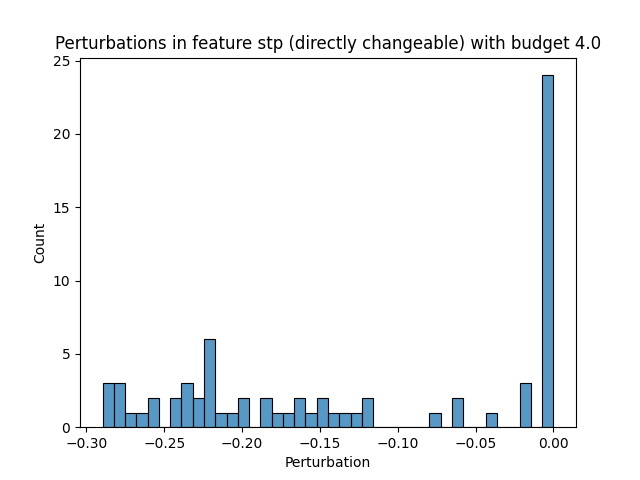 Perturbations in feature stp (directly changeable) with budget 4.0
25
20
15
10
5
0
Count
−0.30 −0.25 −0.20 −0.15 −0.10 −0.05 0.00
Perturbation